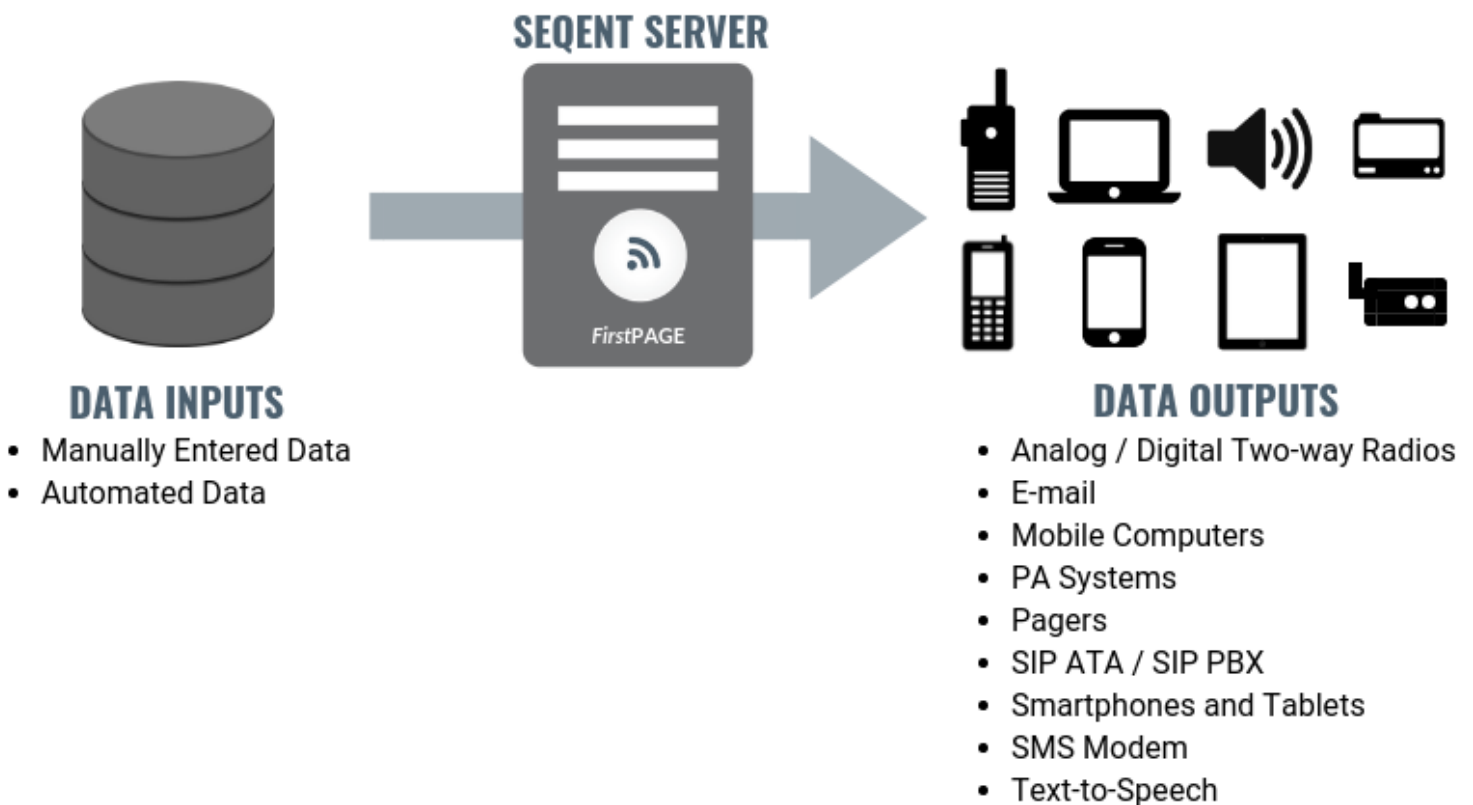 SEQENT SERVER
FirstPAGE
DATA INPUTS
• Manually Entered Data
• Automated Data
DATA OUTPUTS
• Analog / Digital Two-way Radios
• E-mail
• Mobile Computers
• PA Systems
• Pagers
• SIP ATA / SIP PBX
• Smartphones and Tablets
• SMS Modem
• Text-to-Speech